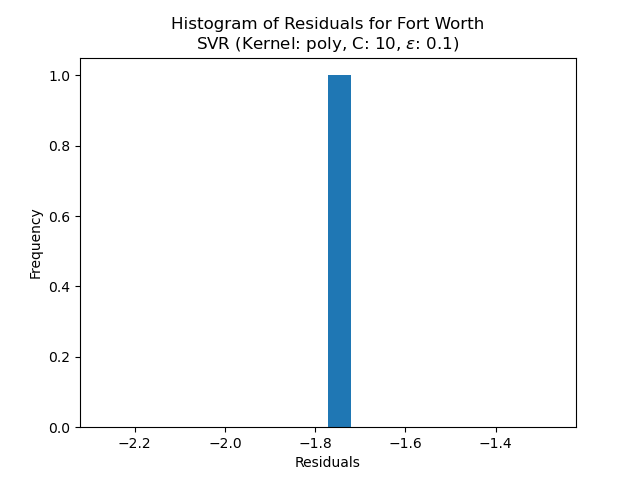 Histogram of Residuals for Fort Worth
SVR (Kernel: poly, C: 10, ε: 0.1)
1.0
0.8
0.6
0.4
0.2
0.0
Frequency
−2.2 −2.0 −1.8 −1.6 −1.4
Residuals